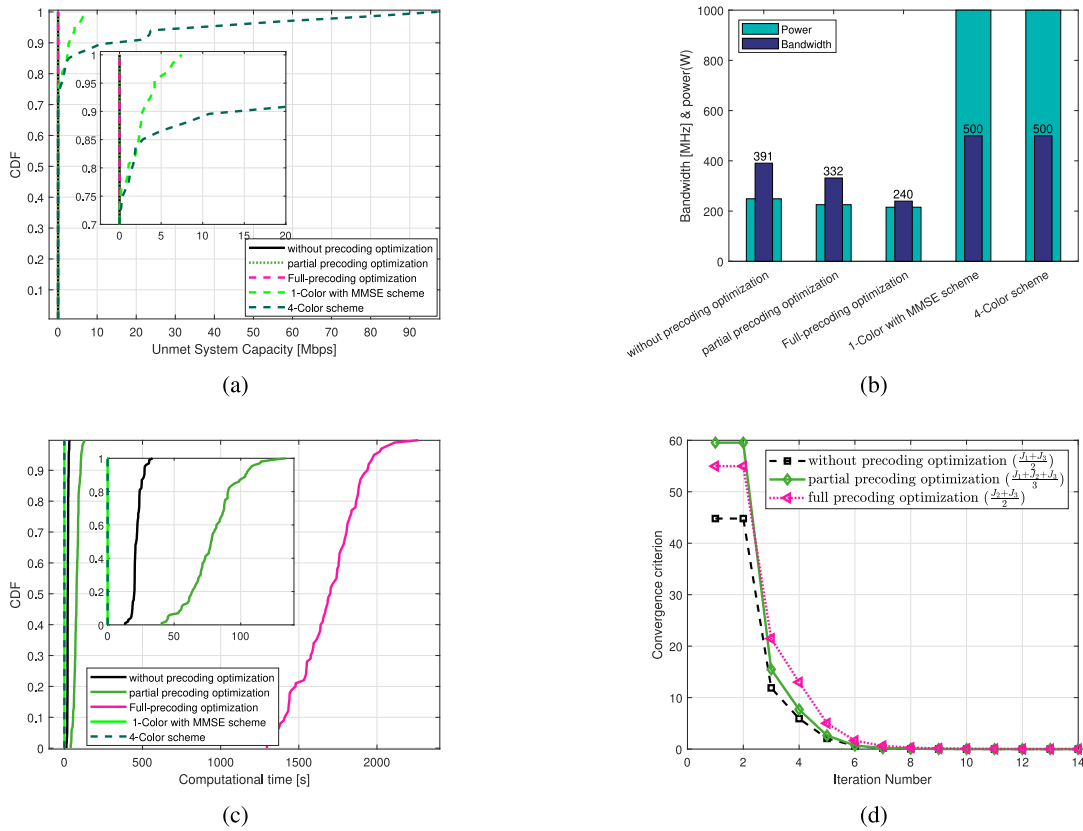 1
0.9
0.8
0.7
0.6
0.5
0.4
0.3
0.2
0.1
CDF
1
0.95
0.9
0.85
0.8
0.75
0.7
0 5 10 15 20
without precoding optimization
partial precoding optimization
Full-precoding optimization
1-Color with MMSE scheme
4-Color scheme
0 10 20 30 40 50 60 70 80 90
Unmet System Capacity [Mbps]
(a)
1000
800
600
400
200
0
Bandwidth [MHz] & power(W)
Power
Bandwidth
391
332
240
500
500
without precoding optimization
partial precoding optimization
Full-precoding optimization
1-Color with MMSE scheme
4-Color scheme
(b)
0.9
0.8
0.7
0.6
0.5
0.4
0.3
0.2
0.1
0
CDF
1
0.8
0.6
0.4
0.2
0
0 50 100
without precoding optimization
partial precoding optimization
Full-precoding optimization
1-Color with MMSE scheme
4-Color scheme
0 500 1000 1500 2000
Computational time [s]
(c)
60
50
40
30
20
10
0
Convergence criterion
without precoding optimization (J₁+J₃/2)
partial precoding optimization (J₁+J₂+J₃/3)
full precoding optimization (J₂+J₃/2)
0 2 4 6 8 10 12 14
Iteration Number
(d)